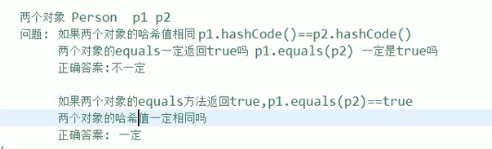 两个对象 Person p1 p2
问题: 如果两个对象的哈希值相同 p1.hashCode()==p2.hashCode()
两个对象的equals一定返回true吗 p1.equals(p2) 一定是true吗
正确答案:不一定
如果两个对象的equals方法返回true,p1.equals(p2)==true
两个对象的哈希值一定相同吗
正确答案: 一定